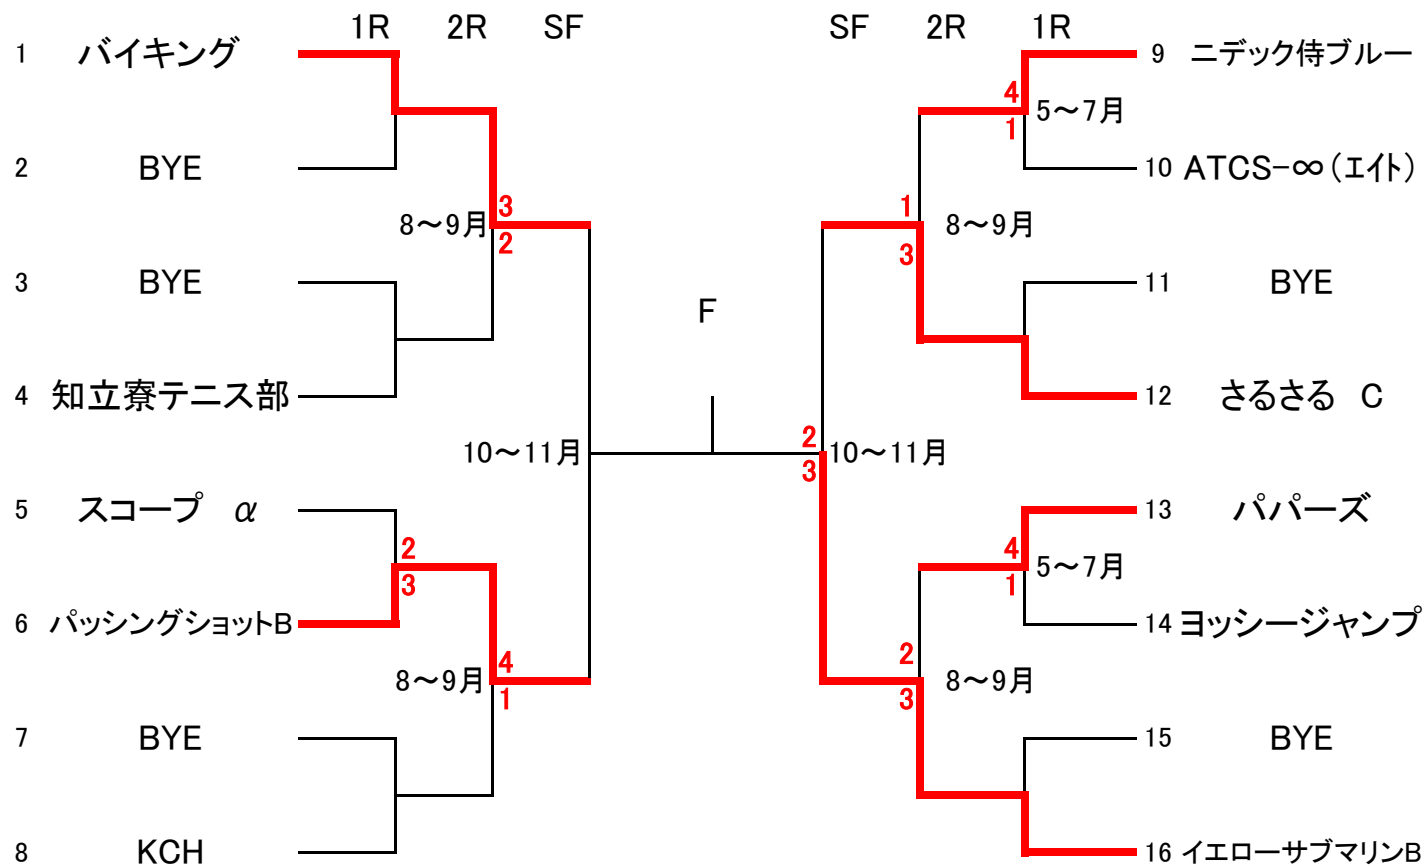 1R 2R SF SF 2R 1R
1 バイキング
9 ニデック侍ブルー
4
5～7月
1
2 BYE
10 ATCS-∞(エイト)
3
8～9月
2
1
8～9月
3
3 BYE
11 BYE
F
4 知立寮テニス部
12 さるさる C
10～11月
2
10～11月
3
5 スコープ α
13 パパーズ
2
3
4
5～7月
1
6 パッシングショットB
14 ヨッシージャンプ
4
8～9月
1
2
8～9月
3
7 BYE
15 BYE
8 KCH
16 イエローサブマリンB